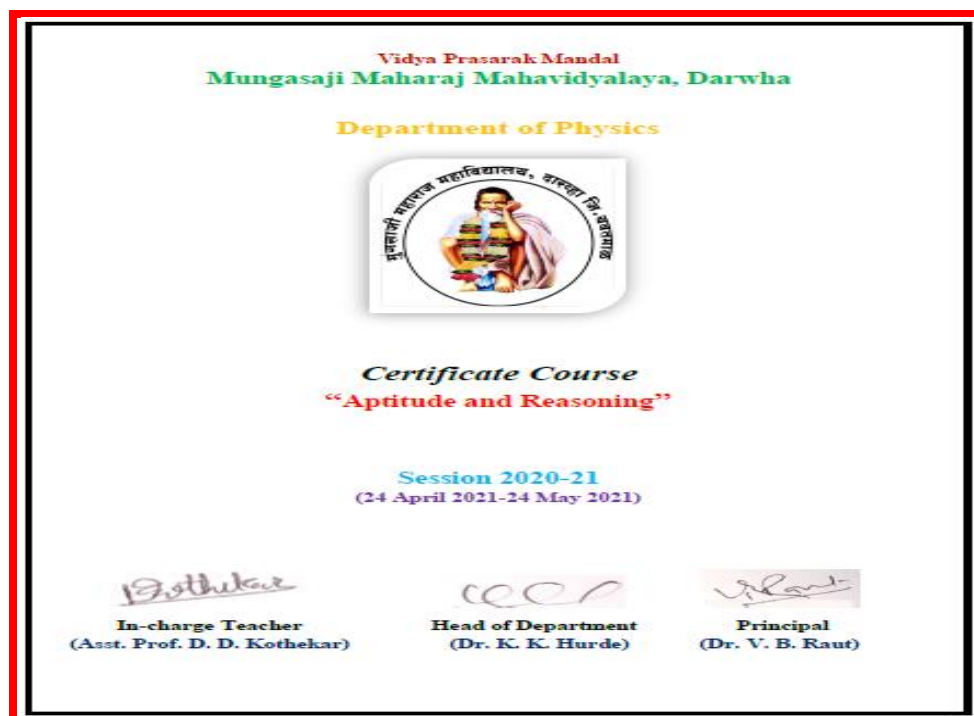 Vidya Prasarak Mandal
Mungasaji Maharaj Mahavidyalaya, Darwha
Department of Physics
मुंगसाजी महाराज महाविद्यालय, दारव्हा जि. यवतमाळ
Certificate Course
“Aptitude and Reasoning”
Session 2020-21
(24 April 2021-24 May 2021)
In-charge Teacher
(Asst. Prof. D. D. Kothekar)
Head of Department
(Dr. K. K. Hurde)
Principal
(Dr. V. B. Raut)